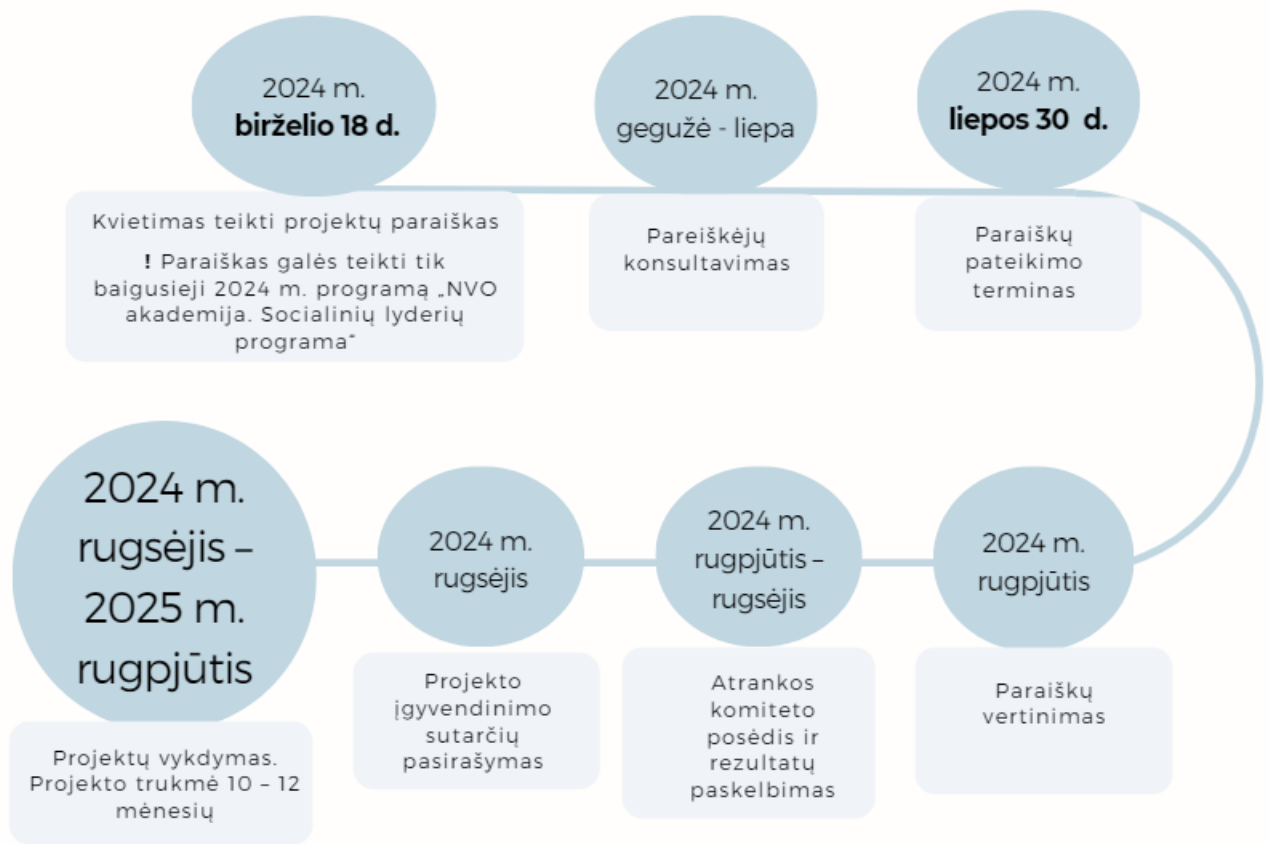 2024 m.
birželio 18 d.
Kvietimas teikti projektų paraiškas
! Paraiškas galės teikti tik
baigusieji 2024 m. programą „NVO
akademija. Socialinių lyderių
programa“
2024 m.
gegužė - liepa
Pareiškėjų
konsultavimas
2024 m.
liepos 30 d.
Paraiškų
pateikimo
terminas
2024 m.
rugpjūtis
Paraiškų
vertinimas
2024 m.
rugpjūtis –
rugsėjis
Atrankos
komiteto
posėdis ir
rezultatų
paskelbimas
2024 m.
rugsėjis
Projekto
įgyvendinimo
sutarčių
pasirašymas
2024 m.
rugsėjis –
2025 m.
rugpjūtis
Projektų vykdymas.
Projekto trukmė 10 – 12
mėnesių